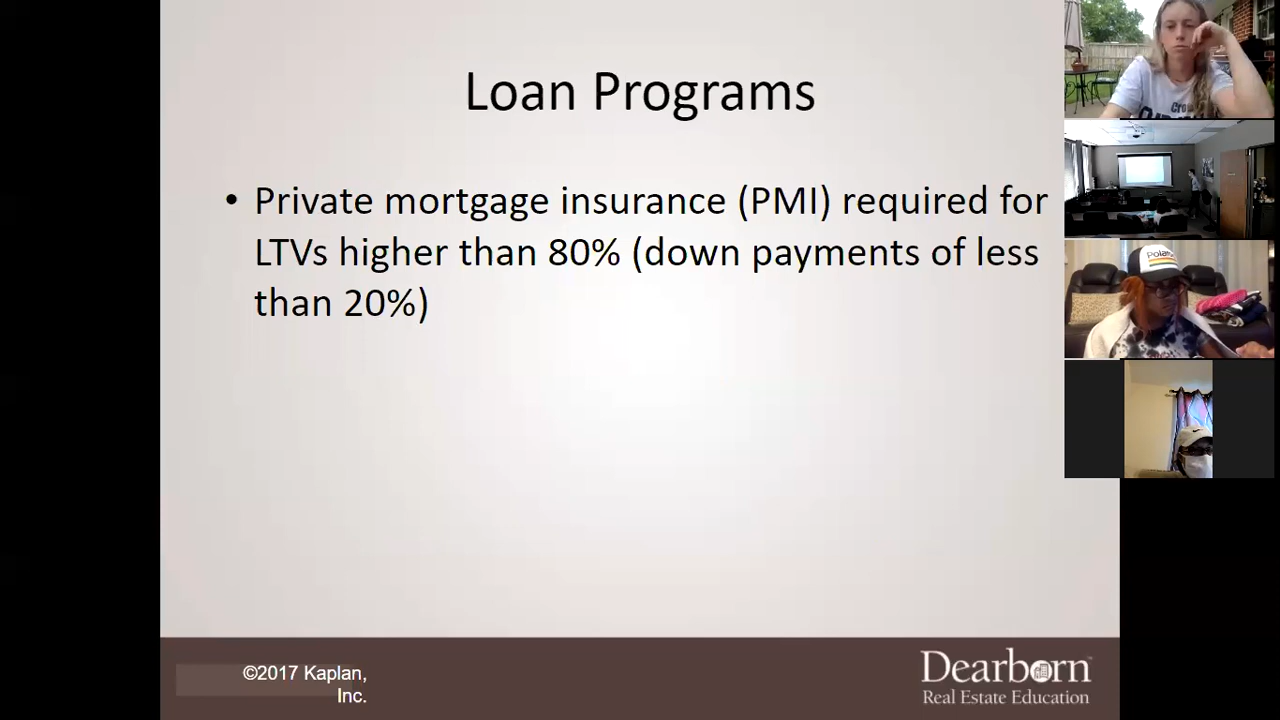 Loan Programs
• Private mortgage insurance (PMI) required for
LTVs higher than 80% (down payments of less
than 20%)
©2017 Kaplan,
Inc.
Dearborn™
Real Estate Education